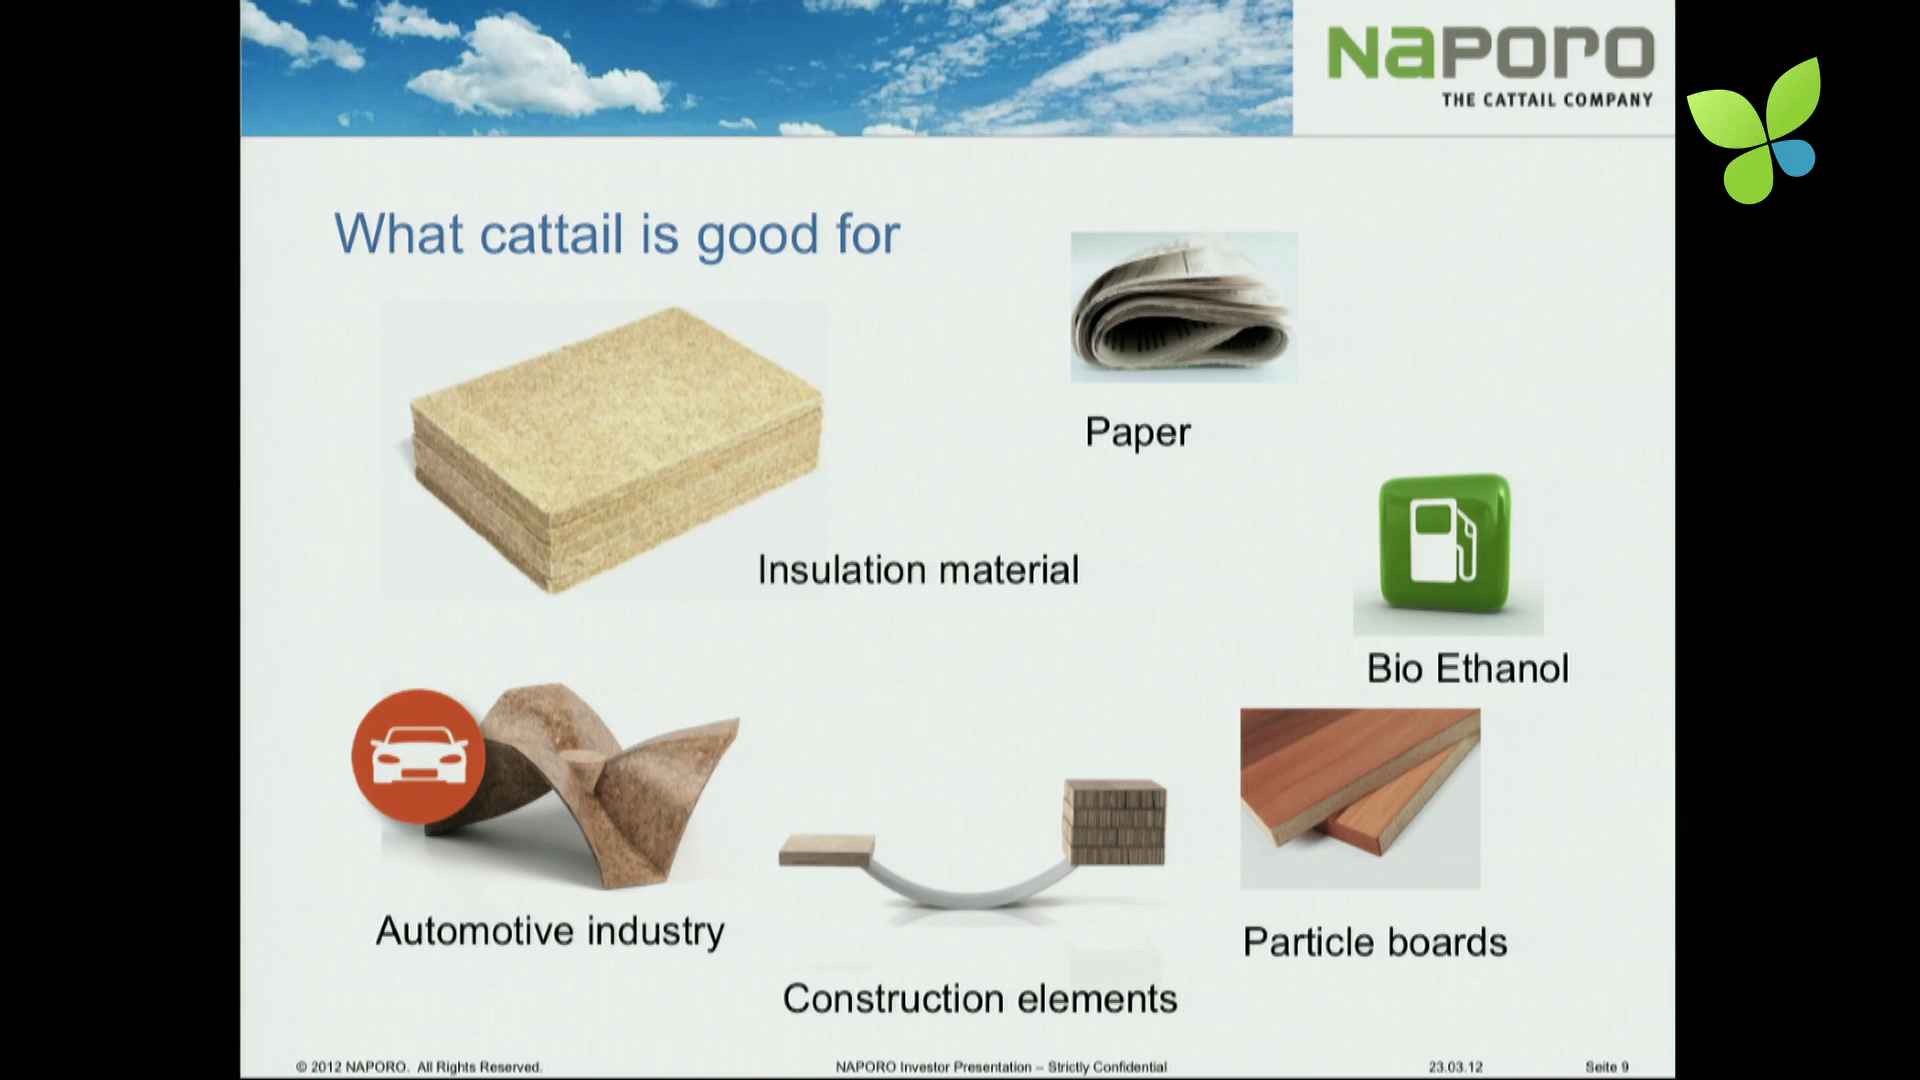 NaPoro
THE CATTAIL COMPANY
What cattail is good for
Paper
Insulation material
Bio Ethanol
Automotive industry
Particle boards
Construction elements
© 2012 NAPORO. All Rights Reserved.
NAPORO Investor Presentation – Strictly Confidential
23.03.12
Seite 9